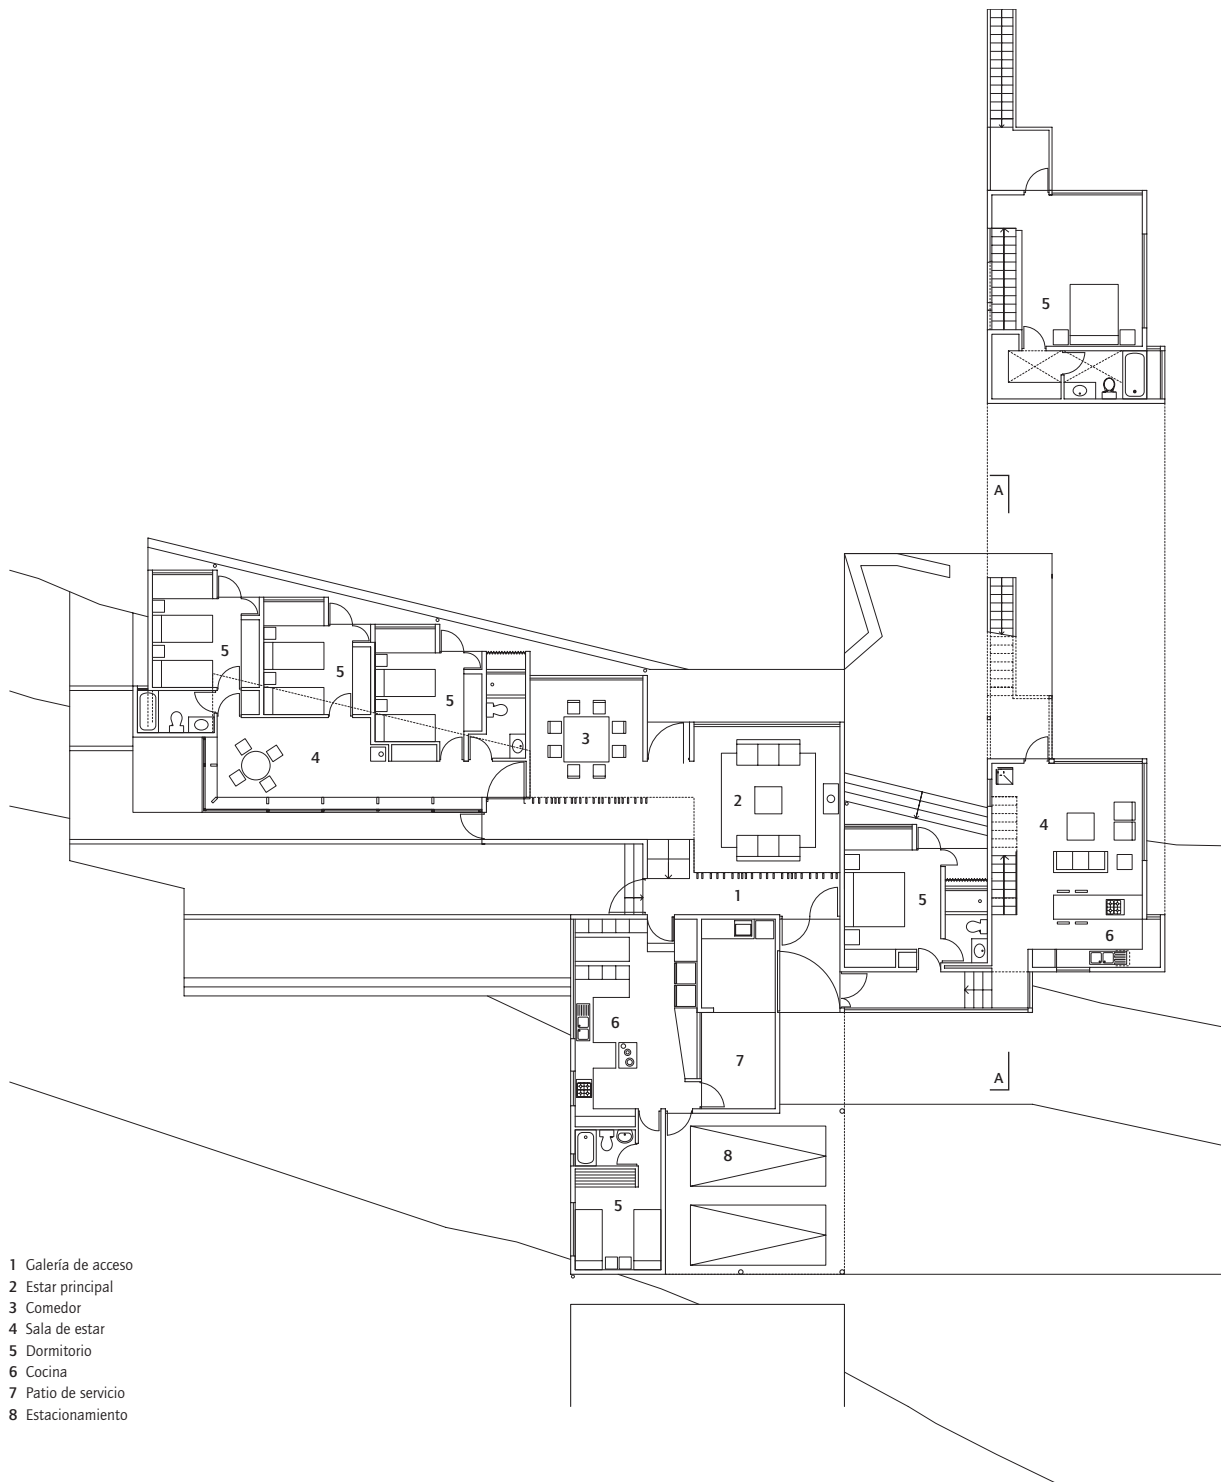 5
A
5
5
5
3
4
2
4
1
5
6
6
7
A
8
5
1 Galería de acceso
2 Estar principal
3 Comedor
4 Sala de estar
5 Dormitorio
6 Cocina
7 Patio de servicio
8 Estacionamiento